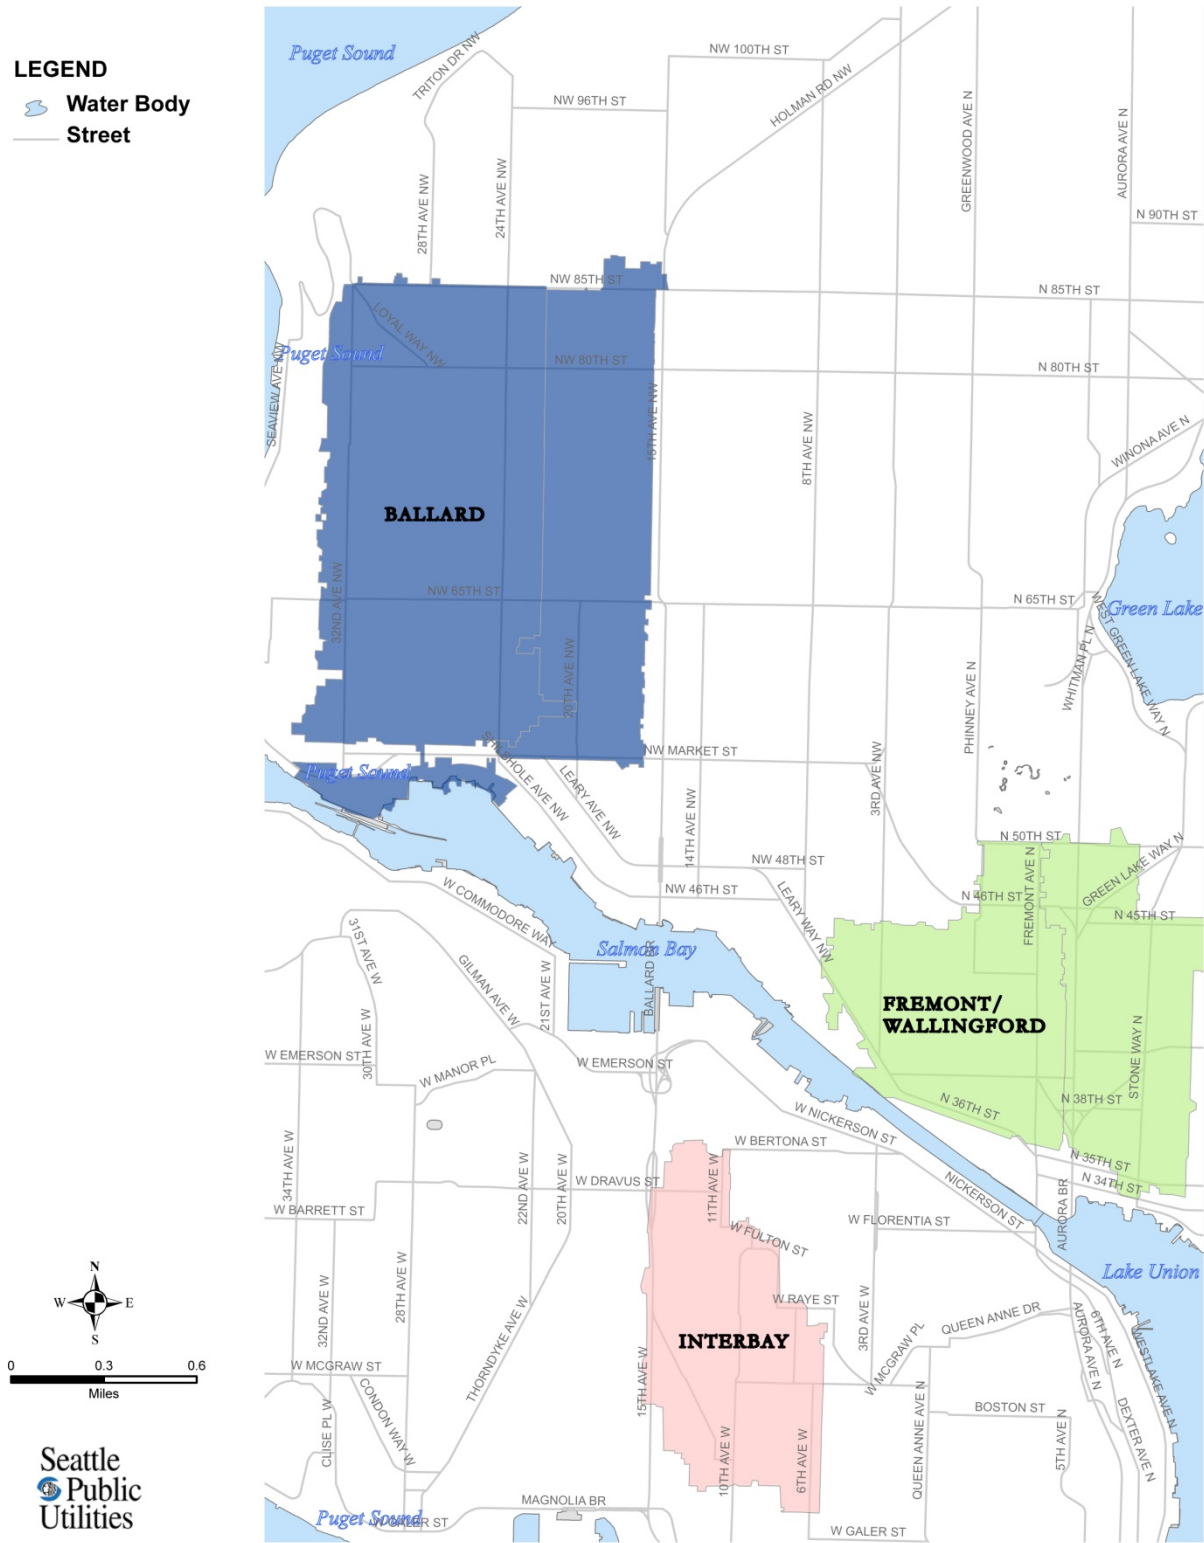 Puget Sound
LEGEND
Water Body
Street
TRITON DR NW
NW 100TH ST
NW 96TH ST
HOLMAN RD NW
GREENWOOD AVE N
AURORA AVE N
28TH AVE NW
24TH AVE NW
N 90TH ST
NW 85TH ST
N 85TH ST
LOYAL WAY NW
Puget Sound
NW 80TH ST
N 80TH ST
SEAVIEW AVE NW
15TH AVE NW
8TH AVE NW
WINONA AVE N
BALLARD
NW 65TH ST
N 65TH ST
32ND AVE NW
Green Lake
WEST GREEN LAKE WAY N
WHITMAN PL N
20TH AVE NW
PHINNEY AVE N
SHILSHOLE AVE NW
NW MARKET ST
Puget Sound
LEARY AVE NW
3RD AVE NW
14TH AVE NW
N 50TH ST
GREEN LAKE WAY N
FREMONT AVE N
NW 48TH ST
NW 46TH ST
N 46TH ST
N 45TH ST
W COMMODORE WAY
LEARY WAY NW
31ST AVE W
GILMAN AVE W
Salmon Bay
BALLARD BR
21ST AVE W
FREMONT/
WALLINGFORD
STONE WAY N
W EMERSON ST
30TH AVE W
W MANOR PL
W EMERSON ST
N 36TH ST
N 38TH ST
W NICKERSON ST
34TH AVE W
W BERTONA ST
N 35TH ST
N 34TH ST
W DRAVUS ST
22ND AVE W
20TH AVE W
11TH AVE W
NICKERSON ST
AURORA BR
W BARRETT ST
W FULTON ST
W FLORENTIA ST
Lake Union
N
W
E
S
28TH AVE W
32ND AVE W
THORNDYKE AVE W
W RAYE ST
3RD AVE W
W MCGRAW PL
QUEEN ANNE DR
AURORA AVE N
6TH AVE N
WESTLAKE AVE N
INTERBAY
0
0.3
0.6
Miles
W MCGRAW ST
CONDON WAY W
15TH AVE W
QUEEN ANNE AVE N
BOSTON ST
DEXTER AVE N
CLISE PL W
10TH AVE W
6TH AVE W
5TH AVE N
Seattle
Public
Utilities
MAGNOLIA BR
Puget Sound
W GALER ST
W GALER ST